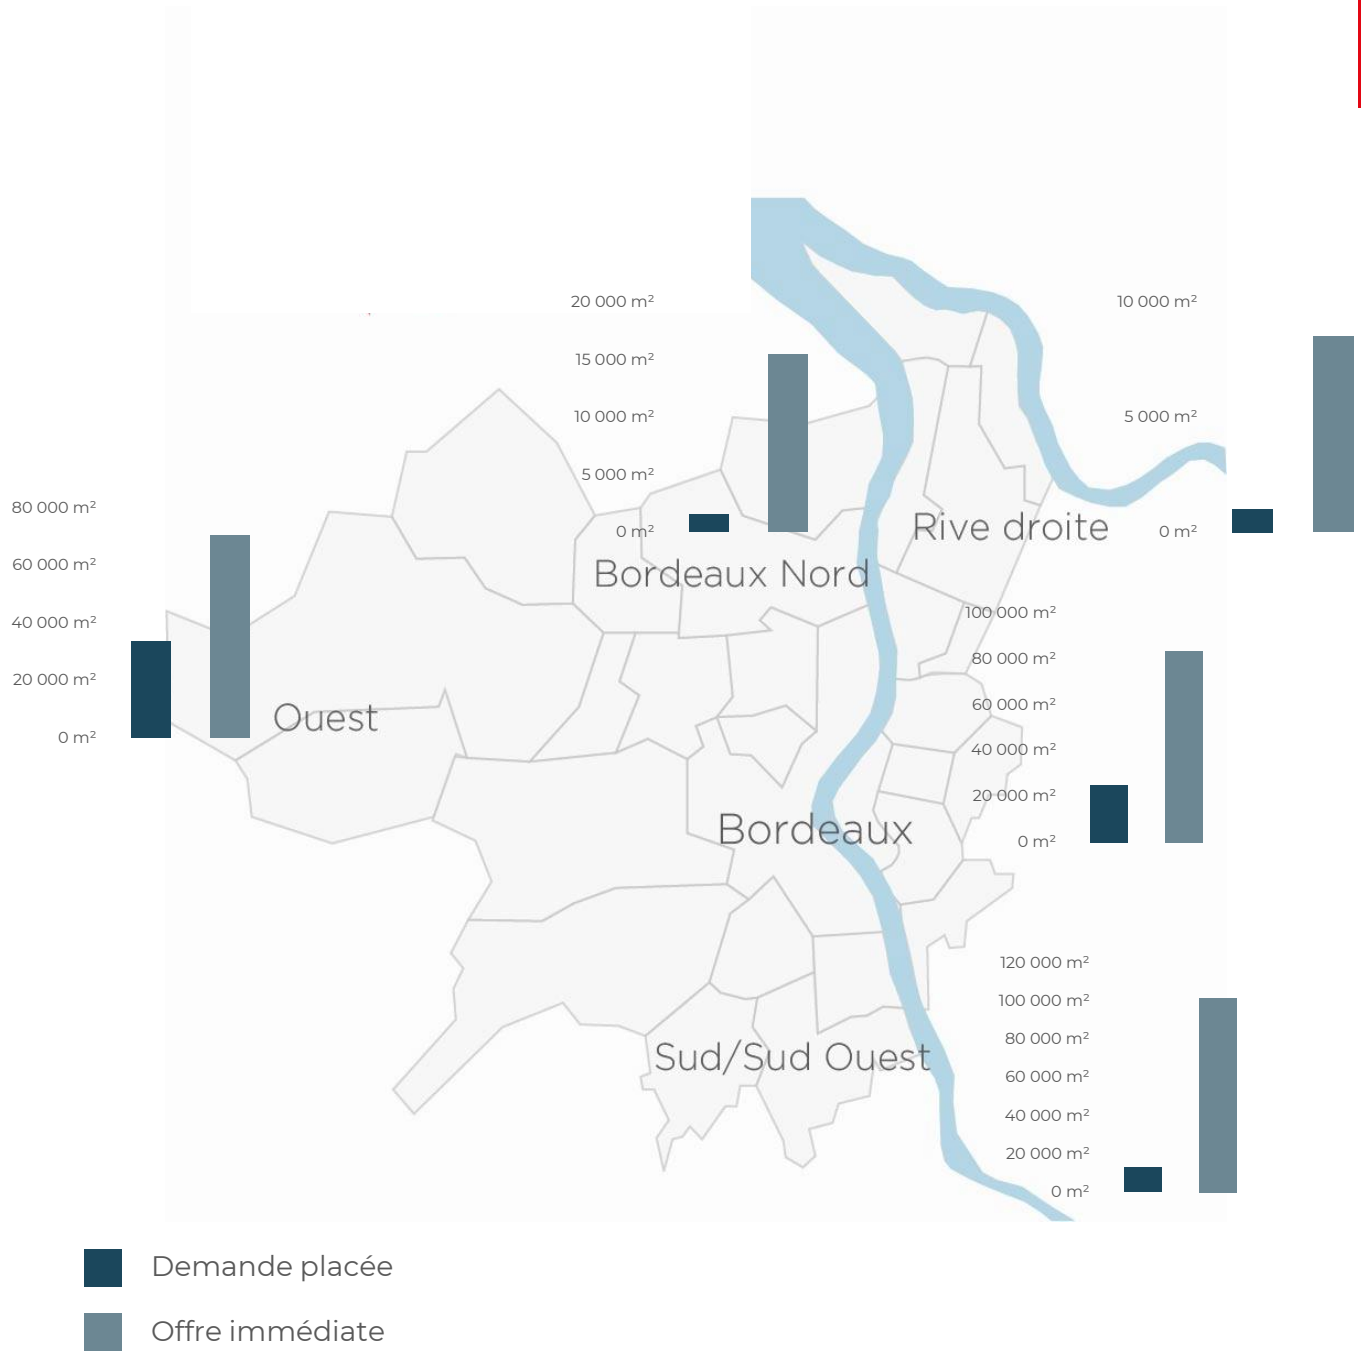 20 000 m²
15 000 m²
10 000 m²
5 000 m²
0 m²
10 000 m²
5 000 m²
0 m²
Rive droite
Bordeaux Nord
80 000 m²
60 000 m²
40 000 m²
20 000 m²
0 m²
Ouest
100 000 m²
80 000 m²
60 000 m²
40 000 m²
20 000 m²
0 m²
Bordeaux
120 000 m²
100 000 m²
80 000 m²
60 000 m²
40 000 m²
20 000 m²
0 m²
Sud/Sud Ouest
Demande placée
Offre immédiate